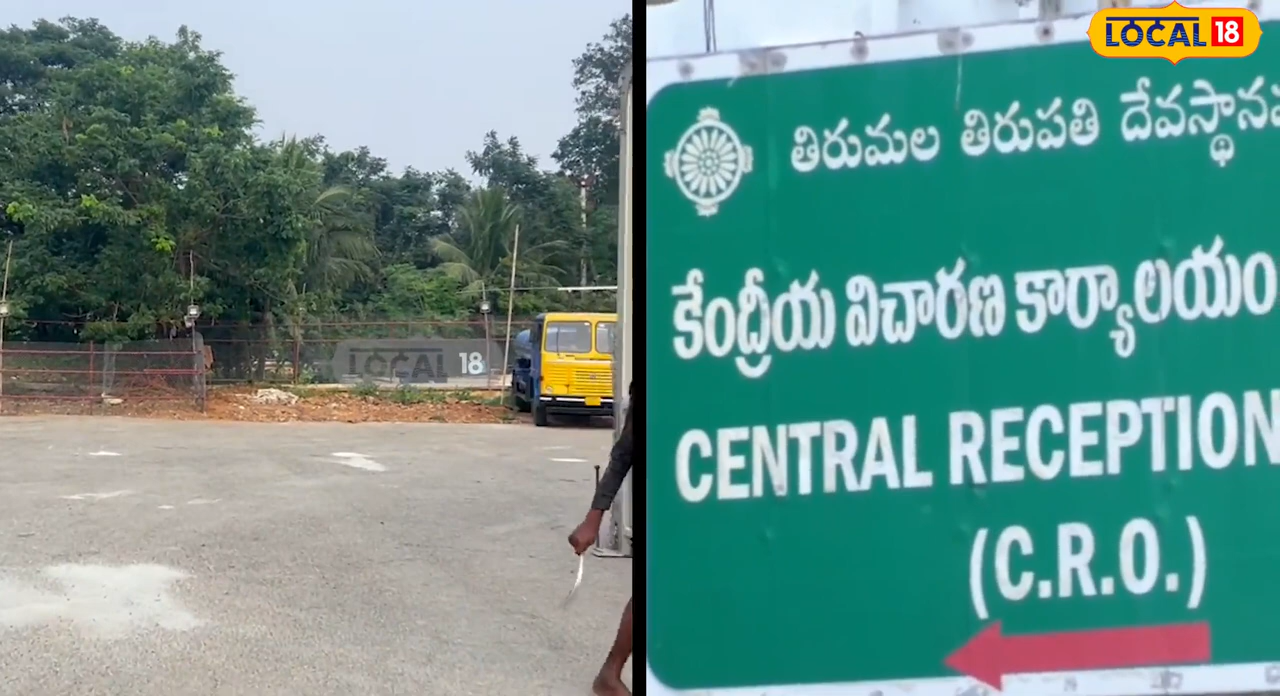 LOCAL 18
LOCAL 18
తిరుమల తిరుపతి దేవస్థాన
కేంద్రీయ విచారణ కార్యాలయం
CENTRAL RECEPTION
(C.R.O.)